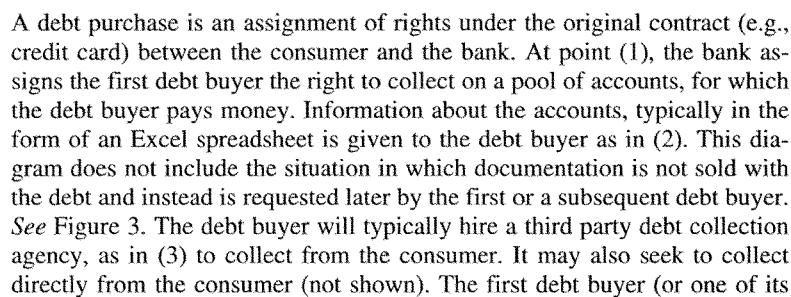 A debt purchase is an assignment of rights under the original contract (e.g.,
credit card) between the consumer and the bank. At point (1), the bank as-
signs the first debt buyer the right to collect on a pool of accounts, for which
the debt buyer pays money. Information about the accounts, typically in the
form of an Excel spreadsheet is given to the debt buyer as in (2). This dia-
gram does not include the situation in which documentation is not sold with
the debt and instead is requested later by the first or a subsequent debt buyer.
See Figure 3. The debt buyer will typically hire a third party debt collection
agency, as in (3) to collect from the consumer. It may also seek to collect
directly from the consumer (not shown). The first debt buyer (or one of its